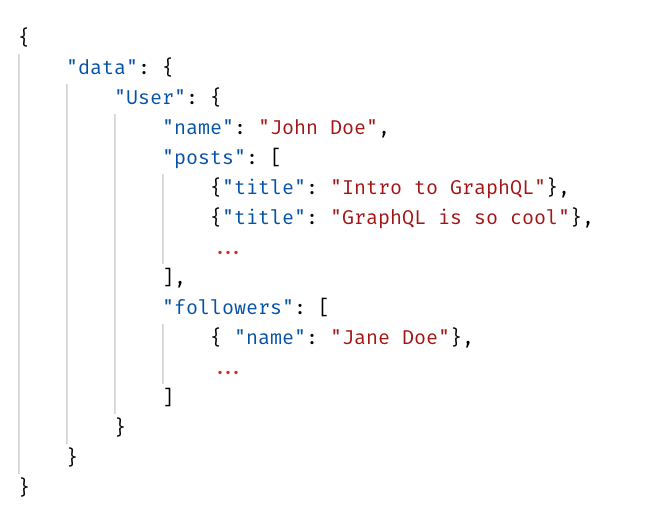 {
"data": {
"User": {
"name": "John Doe",
"posts": [
{"title": "Intro to GraphQL"},
{"title": "GraphQL is so cool"},
...
],
"followers": [
{ "name": "Jane Doe"},
...
]
}
}
}